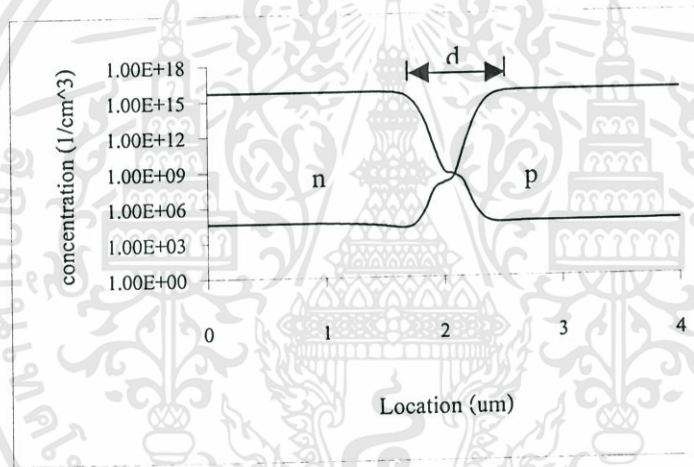 d
1.00E+18
1.00E+15
1.00E+12
1.00E+09
1.00E+06
1.00E+03
1.00E+00
concentration (1/cm^3)
n
p
0 1 2 3 4
Location (um)